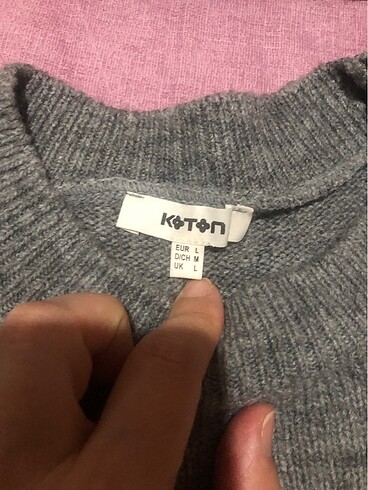 KOTON
EUR L
D/CH M
UK L